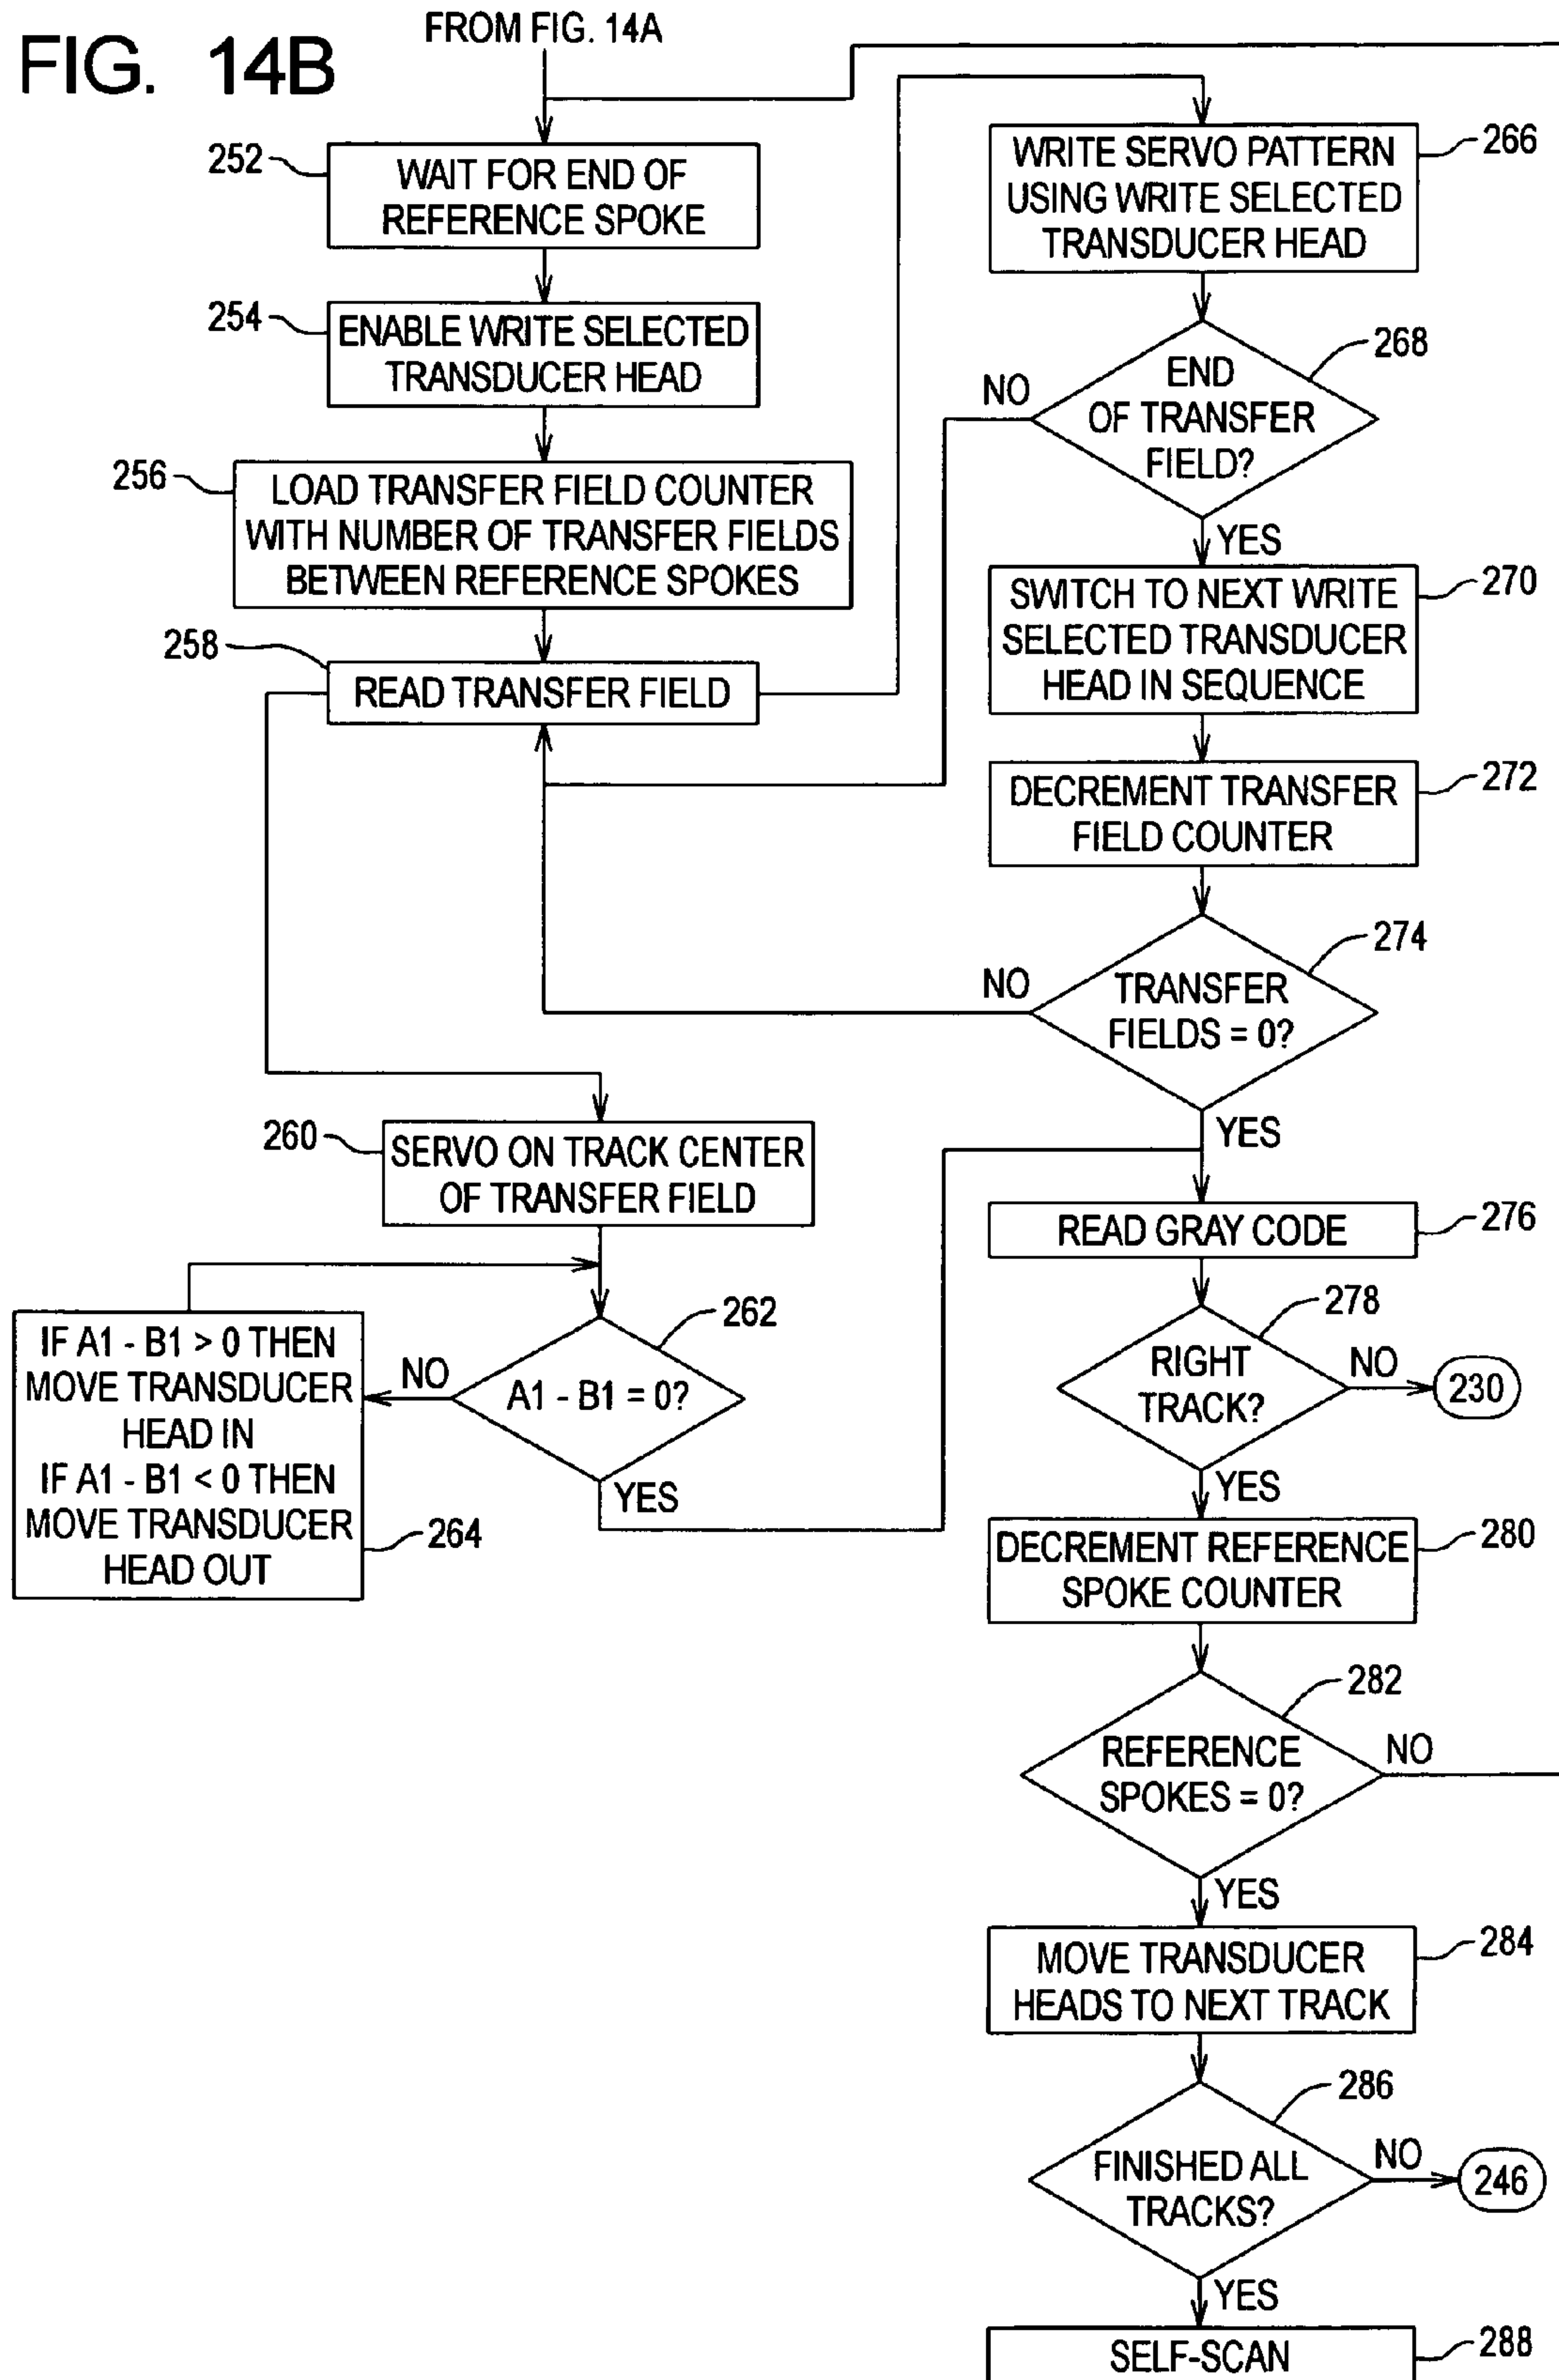 FIG. 14B
FROM FIG. 14A
252
WAIT FOR END OF
REFERENCE SPOKE
254
ENABLE WRITE SELECTED
TRANSDUCER HEAD
256
LOAD TRANSFER FIELD COUNTER
WITH NUMBER OF TRANSFER FIELDS
BETWEEN REFERENCE SPOKES
258
READ TRANSFER FIELD
260
SERVO ON TRACK CENTER
OF TRANSFER FIELD
262
A1 - B1 = 0?
NO
YES
IF A1 - B1 > 0 THEN
MOVE TRANSDUCER
HEAD IN
IF A1 - B1 < 0 THEN
MOVE TRANSDUCER
HEAD OUT
264
WRITE SERVO PATTERN
USING WRITE SELECTED
TRANSDUCER HEAD
266
268
END
OF TRANSFER
FIELD?
NO
YES
SWITCH TO NEXT WRITE
SELECTED TRANSDUCER
HEAD IN SEQUENCE
270
DECREMENT TRANSFER
FIELD COUNTER
272
274
TRANSFER
FIELDS = 0?
NO
YES
READ GRAY CODE
276
278
RIGHT
TRACK?
NO
230
YES
DECREMENT REFERENCE
SPOKE COUNTER
280
282
REFERENCE
SPOKES = 0?
NO
YES
MOVE TRANSDUCER
HEADS TO NEXT TRACK
284
286
FINISHED ALL
TRACKS?
NO
246
YES
SELF-SCAN
288